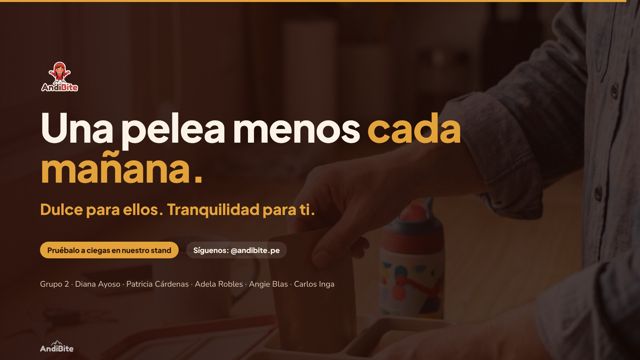 AndiBite
Una pelea menos cada
mañana.
Dulce para ellos. Tranquilidad para ti.
Pruébalo a ciegas en nuestro stand
Síguenos: @andibite.pe
Grupo 2 · Diana Ayoso · Patricia Cárdenas · Adela Robles · Angie Blas · Carlos Inga
AndiBite